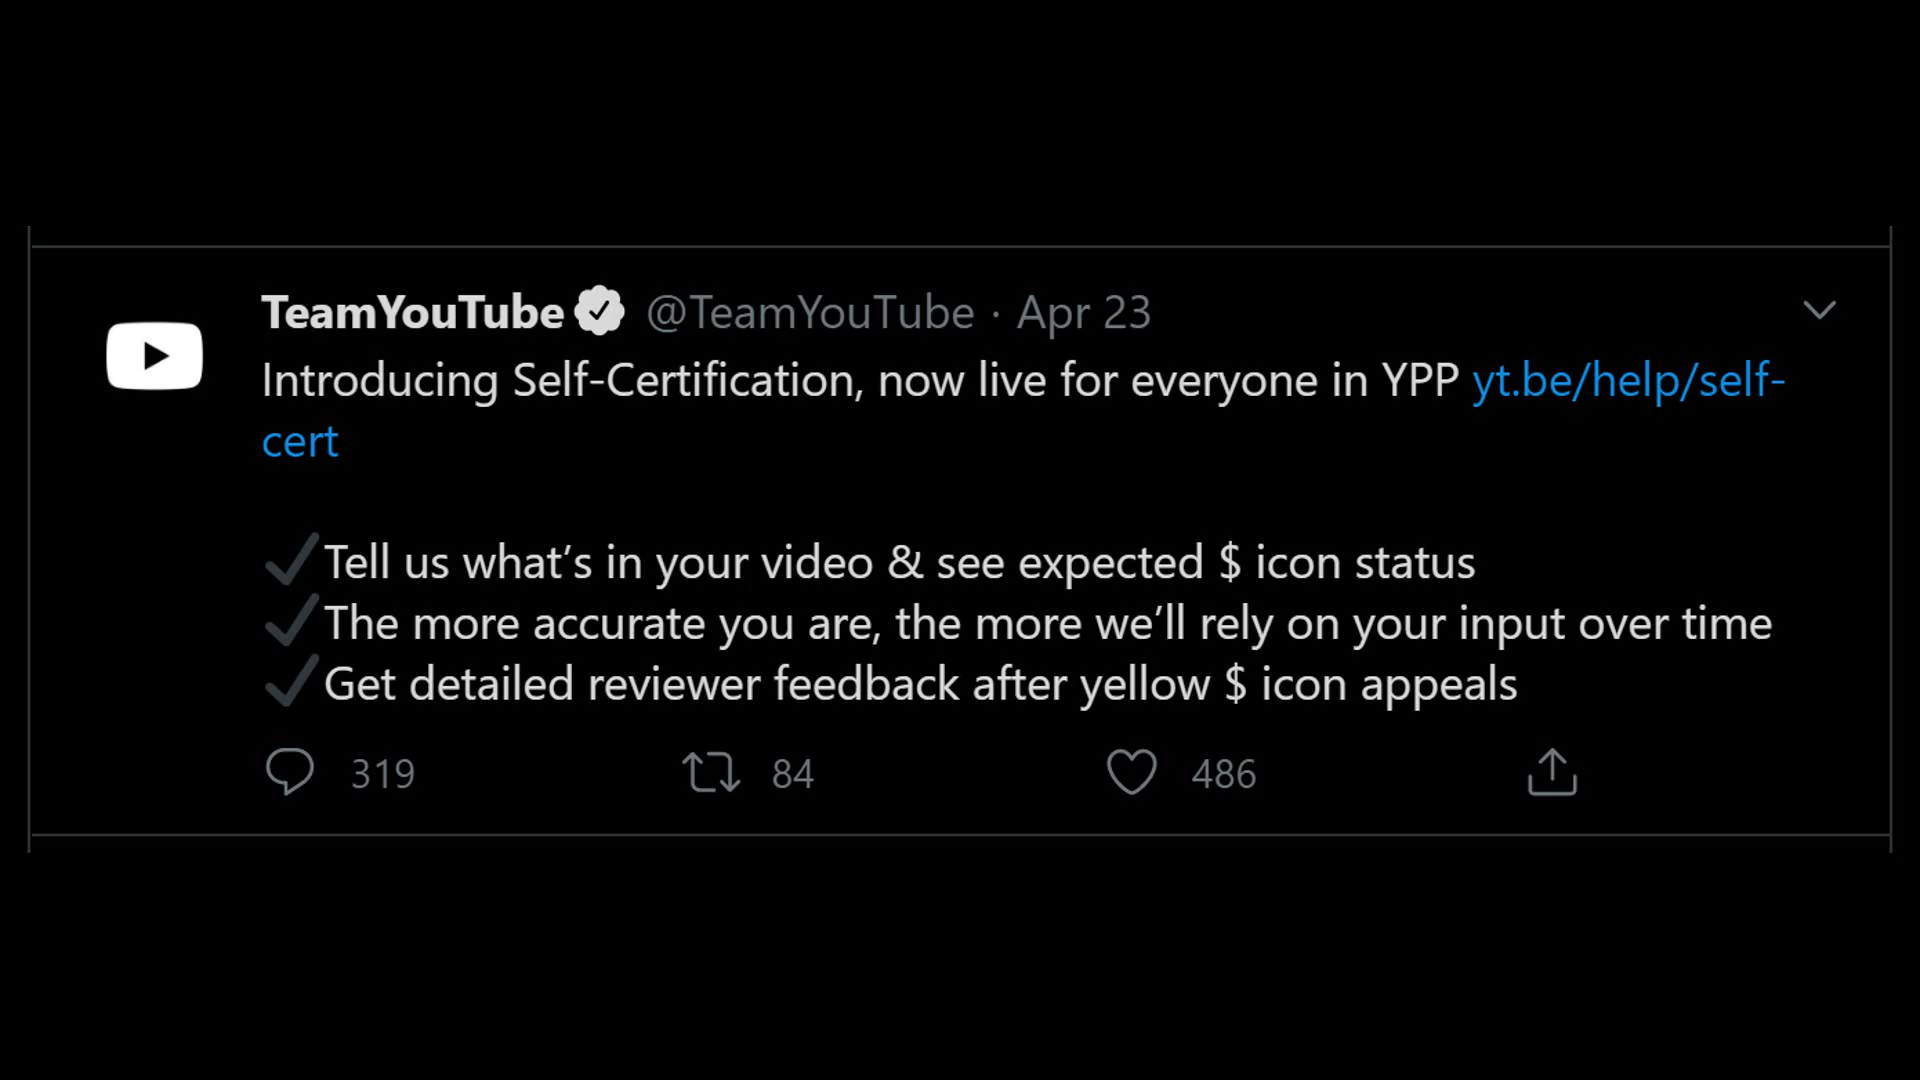 TeamYouTube @TeamYouTube · Apr 23
Introducing Self-Certification, now live for everyone in YPP yt.be/help/self-
cert
✔Tell us what‘s in your video & see expected $ icon status
✔The more accurate you are, the more we’ll rely on your input over time
✔Get detailed reviewer feedback after yellow $ icon appeals
319 84 486